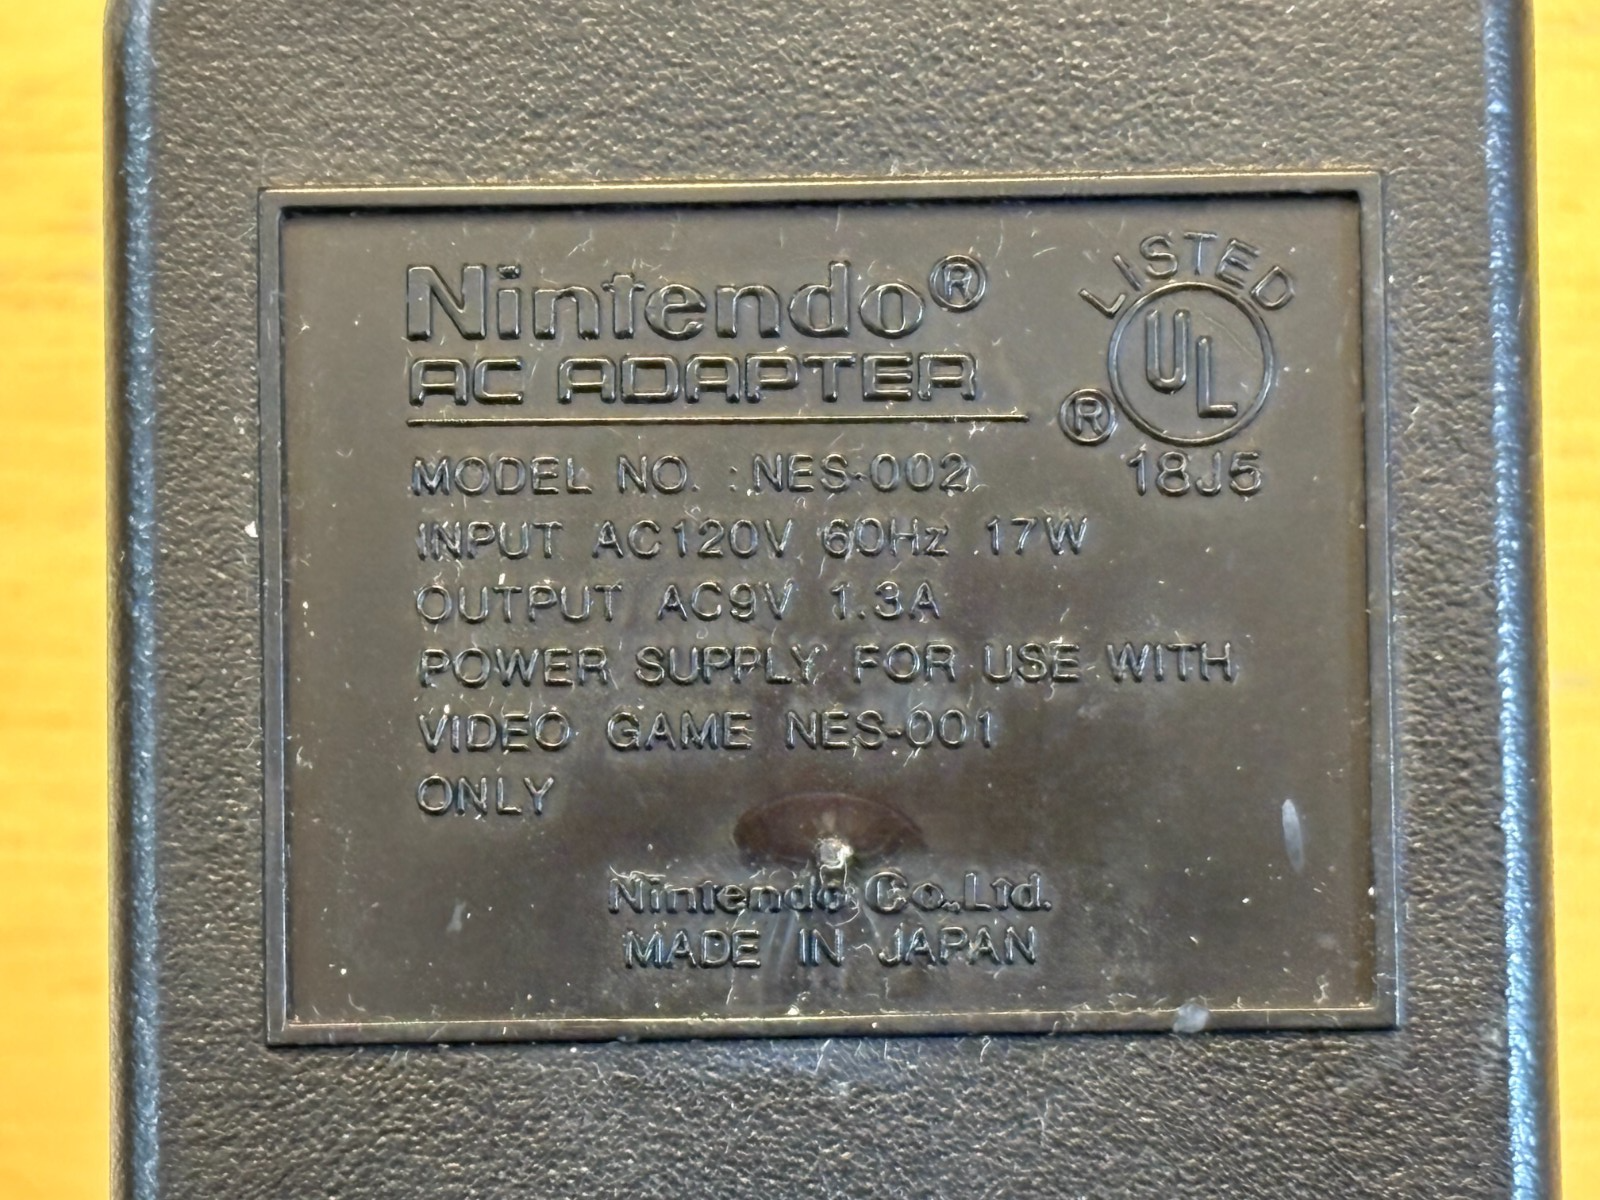 Nintendo®
AC ADAPTER
LISTED
UL
®
18J5
MODEL NO. : NES-002
INPUT AC120V 60Hz 17W
OUTPUT AC9V 1.3A
POWER SUPPLY FOR USE WITH
VIDEO GAME NES-001
ONLY
Nintendo Co.,Ltd.
MADE IN JAPAN